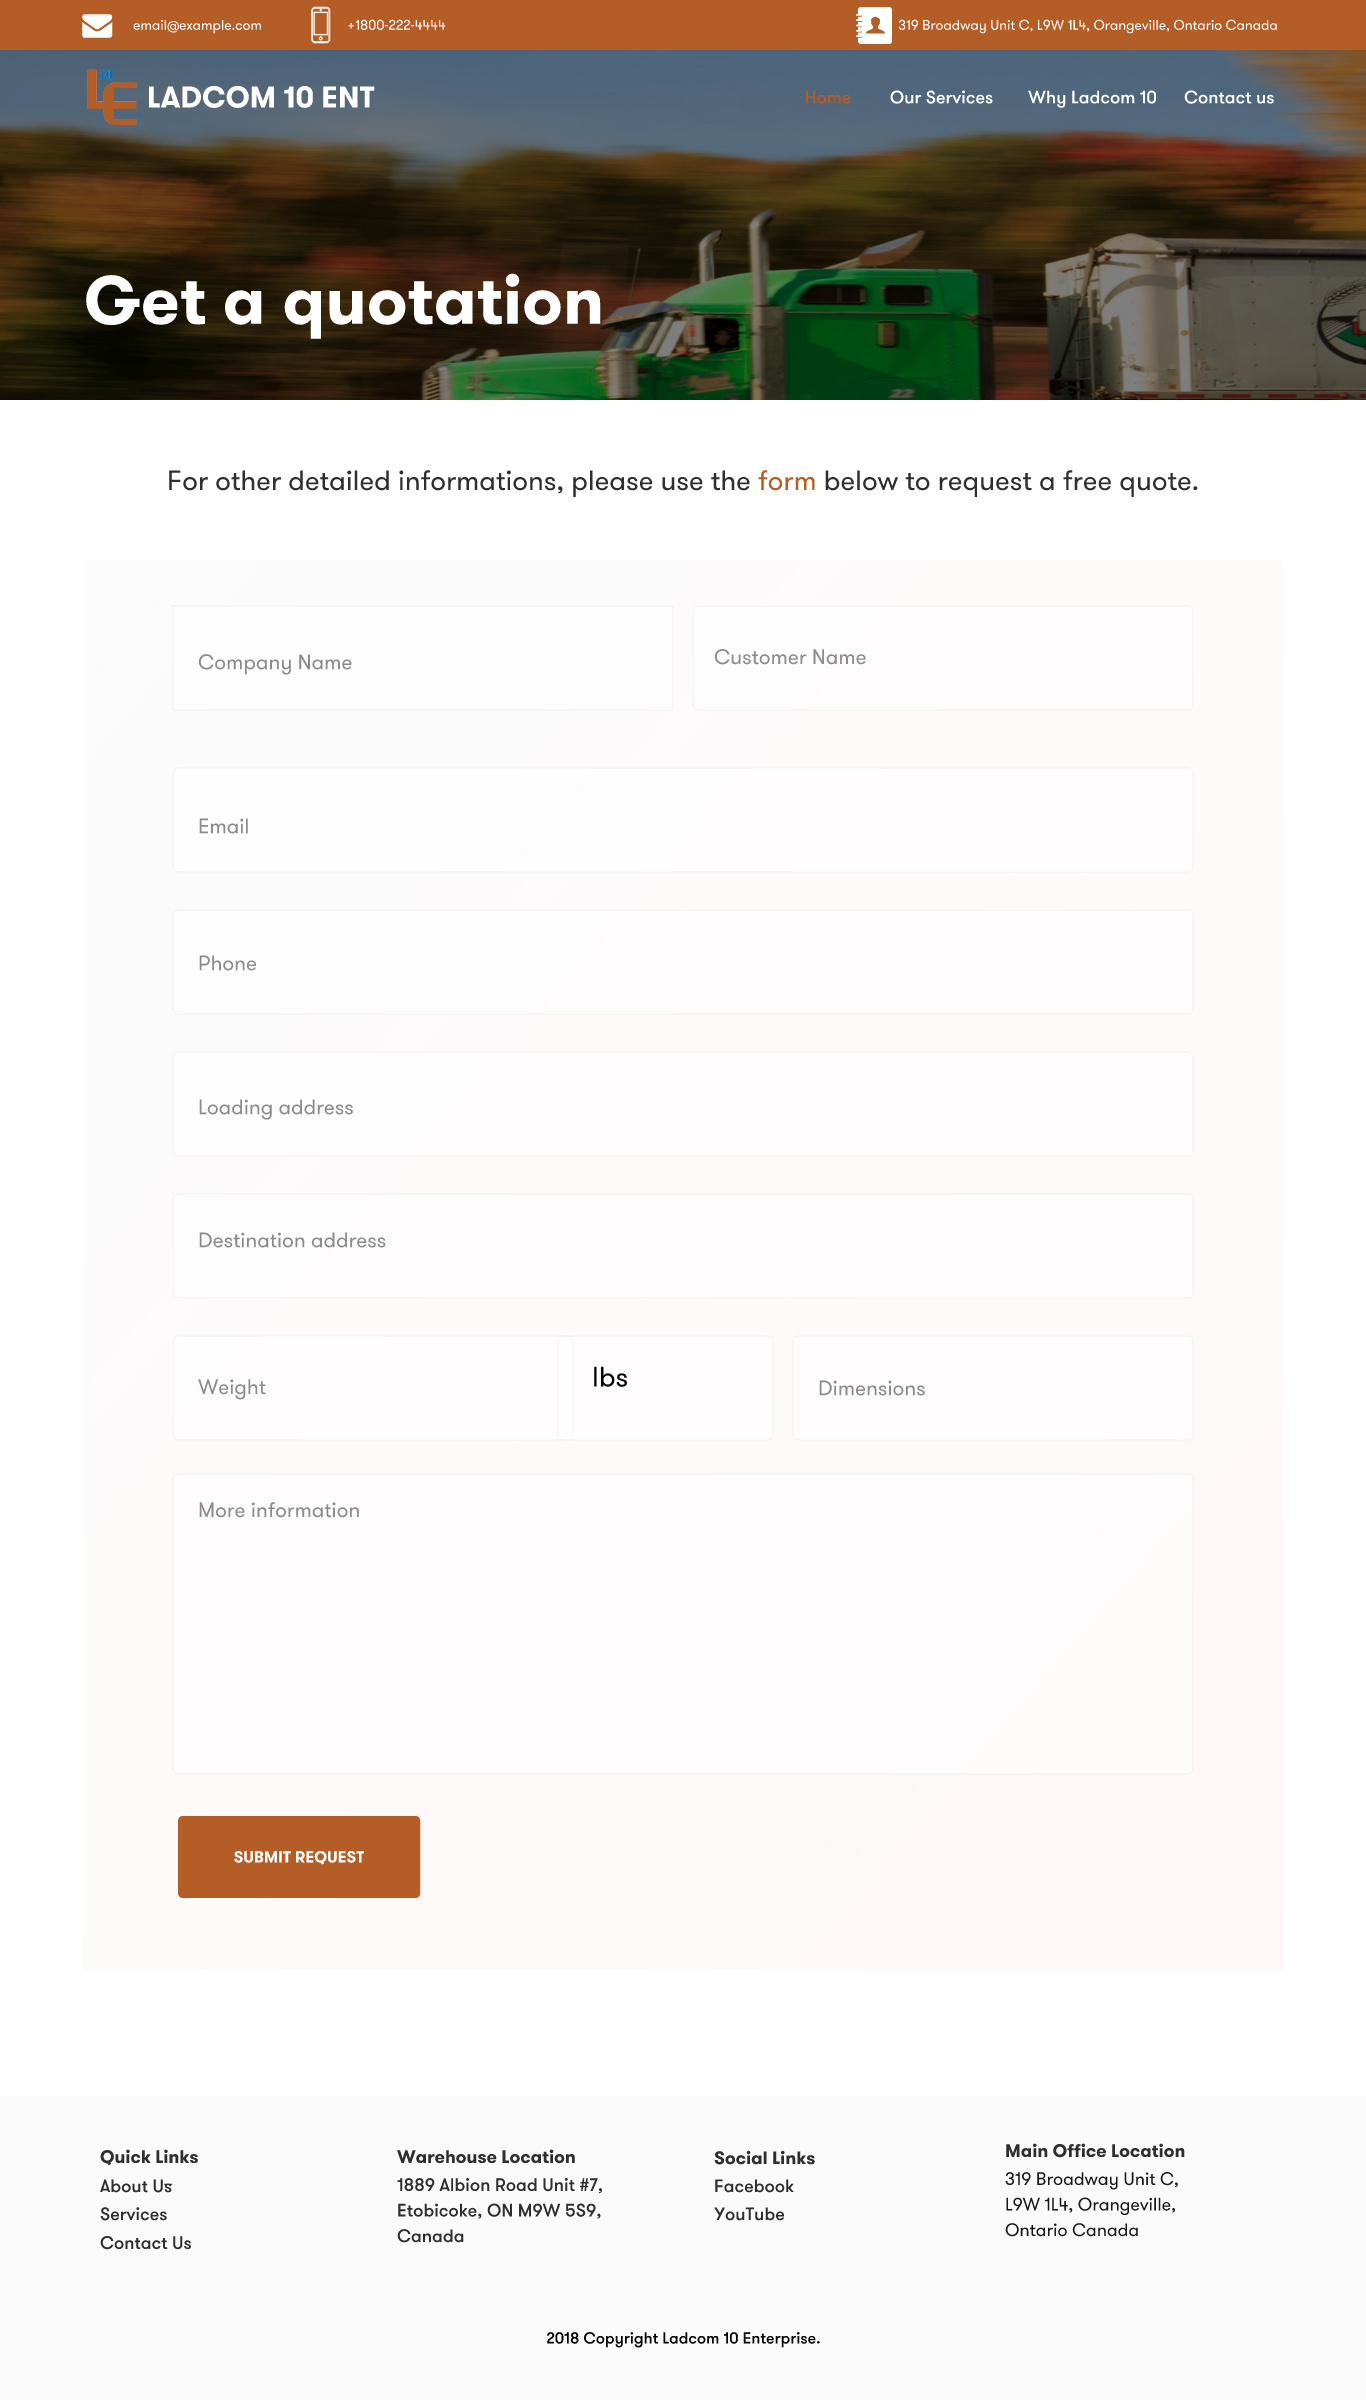 email@example.com
+1800-222-4444
319 Broadway Unit C, L9W 1L4, Orangeville, Ontario Canada
LADCOM 10 ENT
Home
Our Services
Why Ladcom 10
Contact us
Get a quotation
22
For other detailed informations, please use the form below to request a free quote.
Company Name
Customer Name
Email
Phone
Loading address
Destination address
Weight
lbs
Dimensions
More information
SUBMIT REQUEST
Quick Links
About Us
Services
Contact Us
Warehouse Location
1889 Albion Road Unit #7,
Etobicoke, ON M9W 5S9,
Canada
Social Links
Facebook
YouTube
Main Office Location
319 Broadway Unit C,
L9W 1L4, Orangeville,
Ontario Canada
2018 Copyright Ladcom 10 Enterprise.